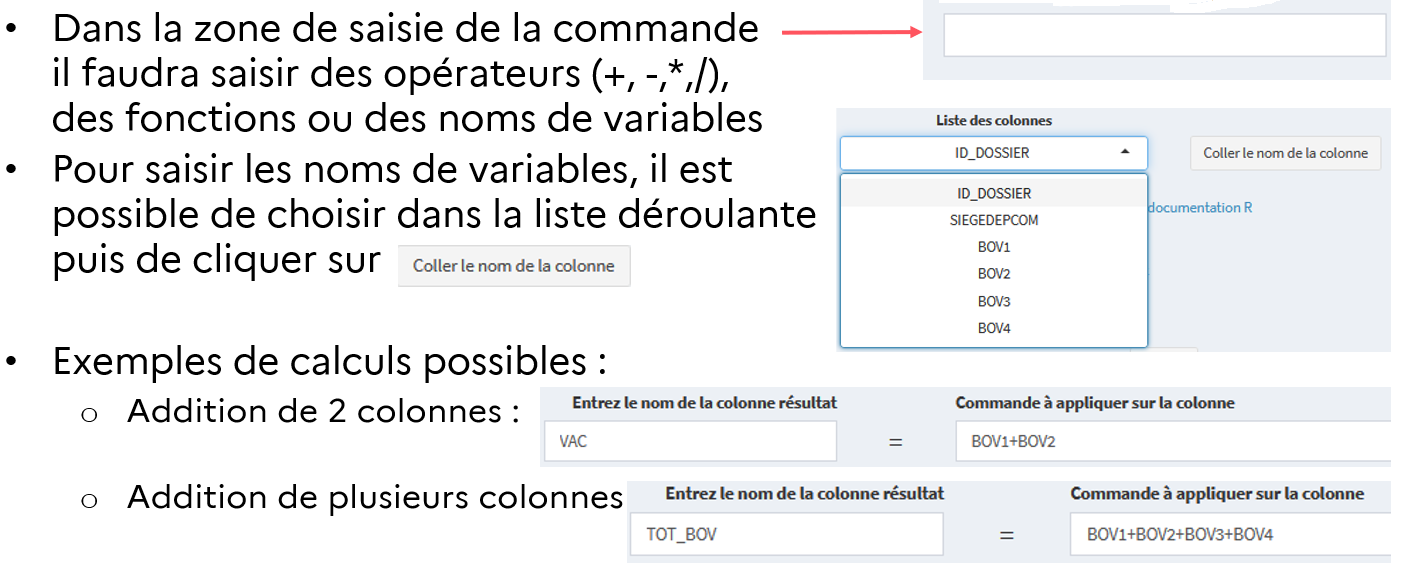 • Dans la zone de saisie de la commande
il faudra saisir des opérateurs (+, -,*,/),
des fonctions ou des noms de variables
• Pour saisir les noms de variables, il est
possible de choisir dans la liste déroulante
puis de cliquer sur Coller le nom de la colonne
Liste des colonnes
ID_DOSSIER Coller le nom de la colonne
ID_DOSSIER
documentation R
SIEGEDEPCOM
BOV1
BOV2
BOV3
BOV4
• Exemples de calculs possibles :
o Addition de 2 colonnes :
Entrez le nom de la colonne résultat Commande à appliquer sur la colonne
VAC = BOV1+BOV2
o Addition de plusieurs colonnes
Entrez le nom de la colonne résultat Commande à appliquer sur la colonne
TOT_BOV = BOV1+BOV2+BOV3+BOV4